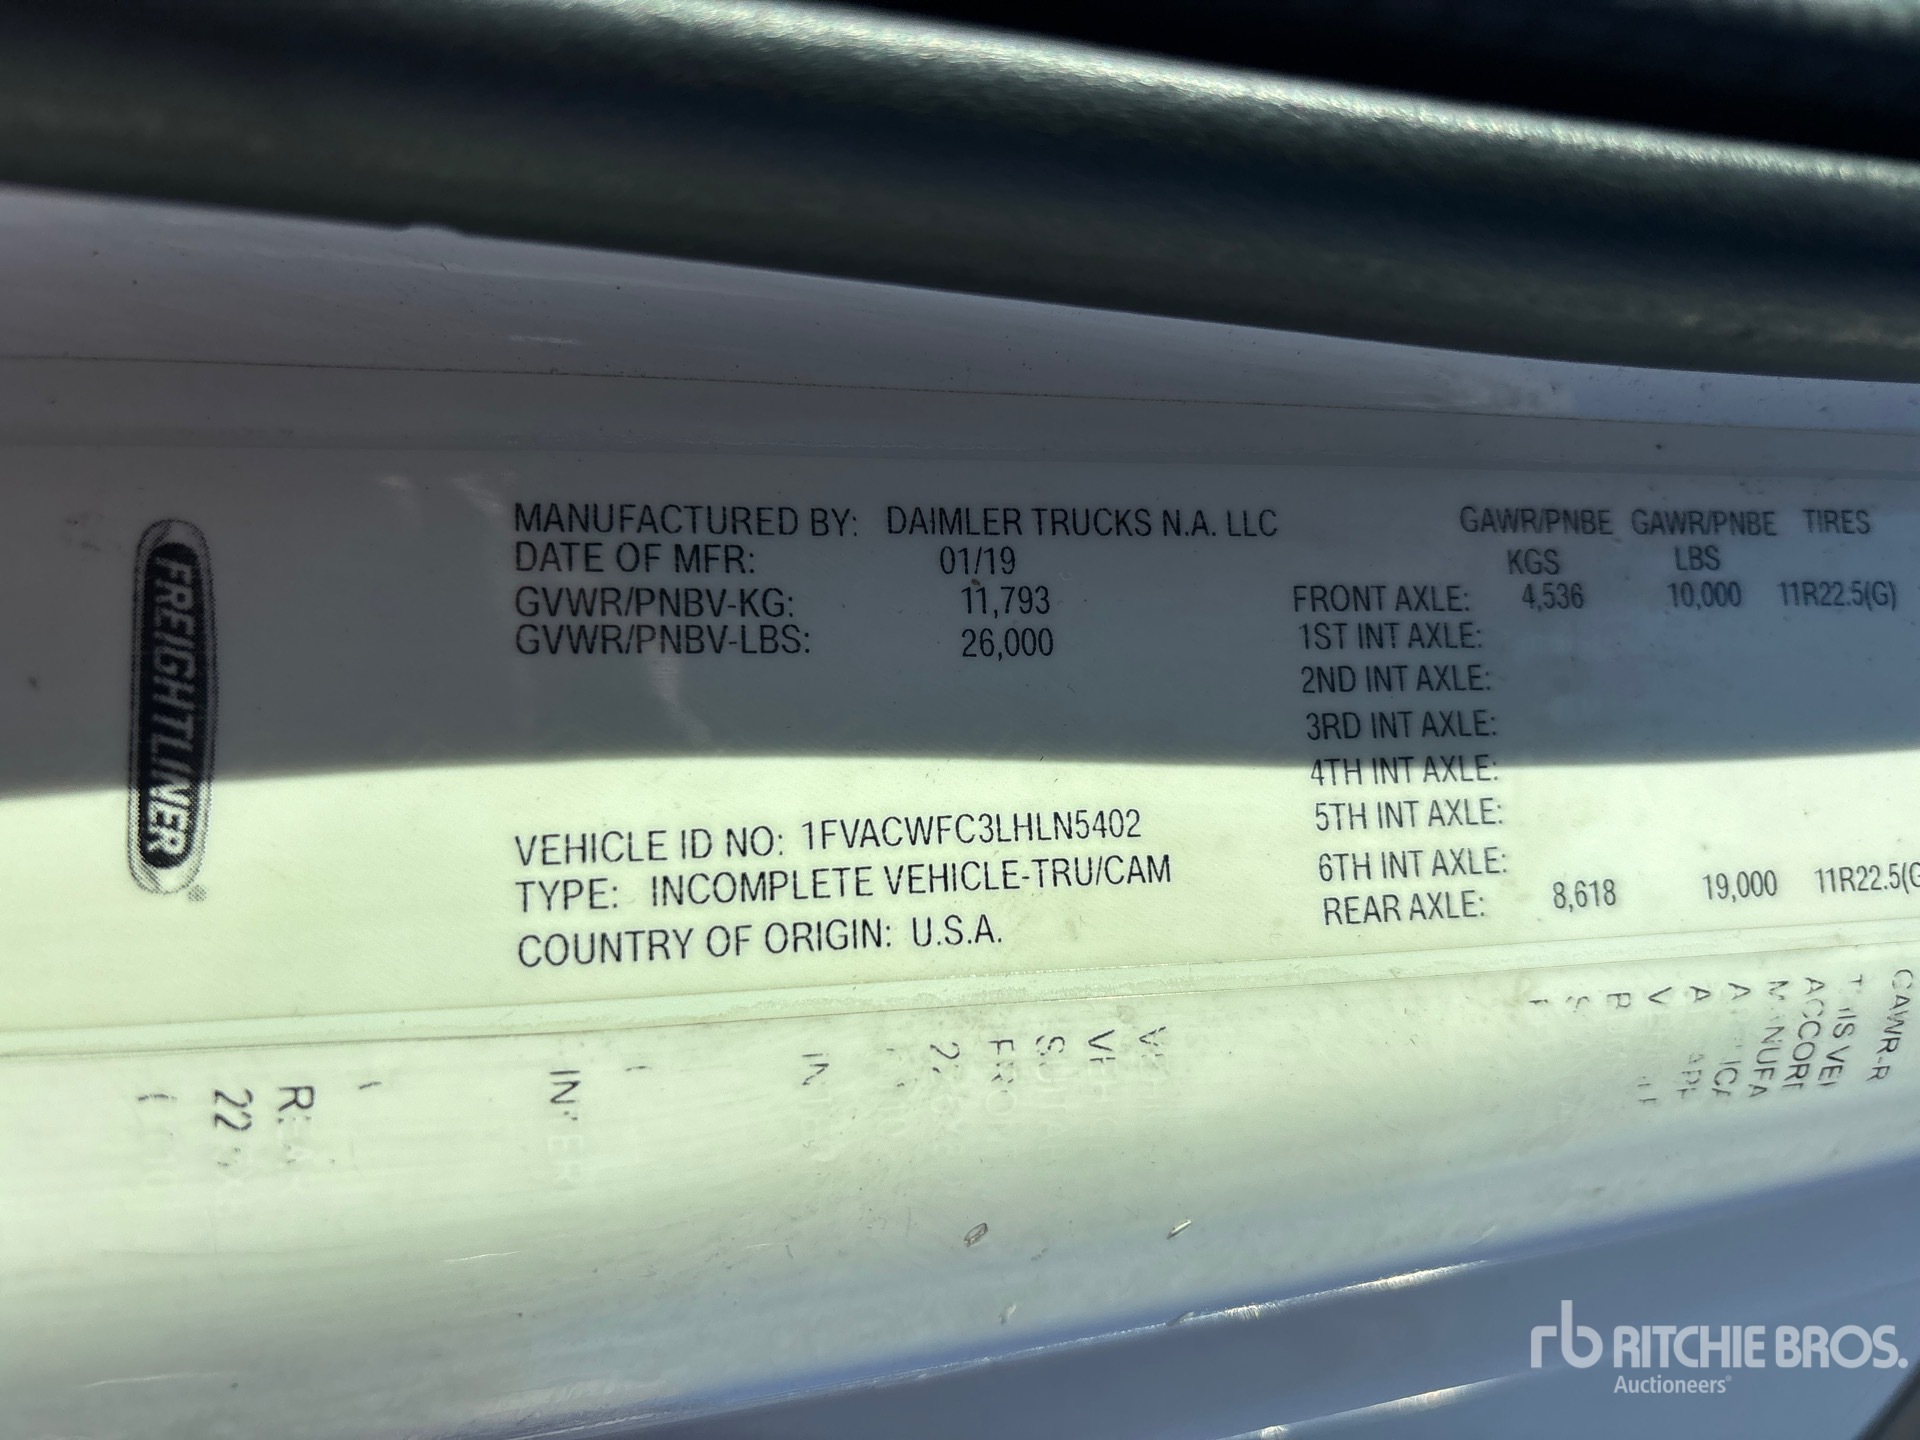 FREIGHTLINER
MANUFACTURED BY: DAIMLER TRUCKS N.A. LLC
DATE OF MFR: 01/19
GVWR/PNBV-KG: 11,793
GVWR/PNBV-LBS: 26,000
VEHICLE ID NO: 1FVACWFC3LHLN5402
TYPE: INCOMPLETE VEHICLE-TRU/CAM
COUNTRY OF ORIGIN: U.S.A.
GAWR/PNBE GAWR/PNBE TIRES
KGS LBS
FRONT AXLE: 4,536 10,000 11R22.5(G)
1ST INT AXLE:
2ND INT AXLE:
3RD INT AXLE:
4TH INT AXLE:
5TH INT AXLE:
6TH INT AXLE:
REAR AXLE: 8,618 19,000 11R22.5(G
rb RITCHIE BROS.
Auctioneers